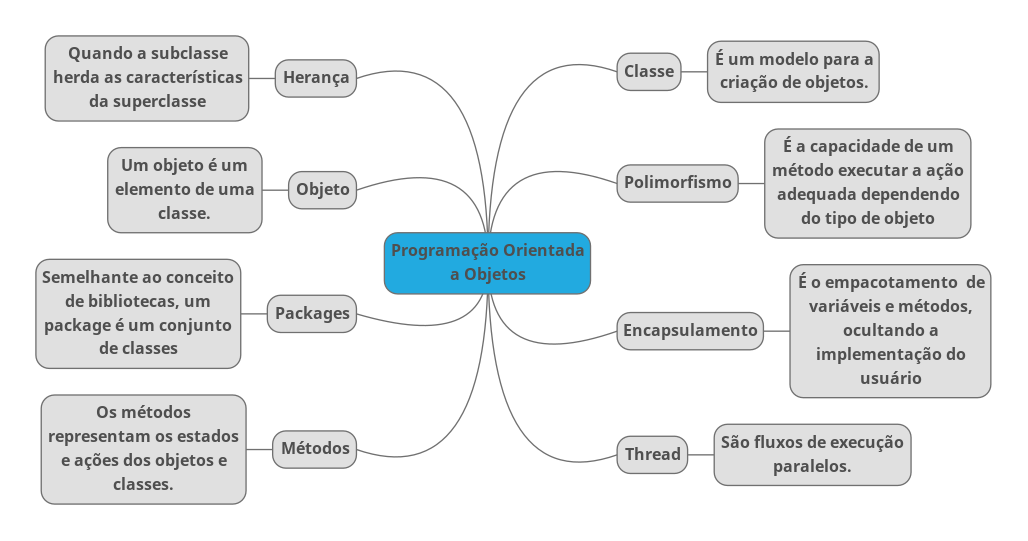 Programação Orientada
a Objetos
Herança
Quando a subclasse
herda as características
da superclasse
Objeto
Um objeto é um
elemento de uma
classe.
Packages
Semelhante ao conceito
de bibliotecas, um
package é um conjunto
de classes
Métodos
Os métodos
representam os estados
e ações dos objetos e
classes.
Classe
É um modelo para a
criação de objetos.
Polimorfismo
É a capacidade de um
método executar a ação
adequada dependendo
do tipo de objeto
Encapsulamento
É o empacotamento  de
variáveis e métodos,
ocultando a
implementação do
usuário
Thread
São fluxos de execução
paralelos.